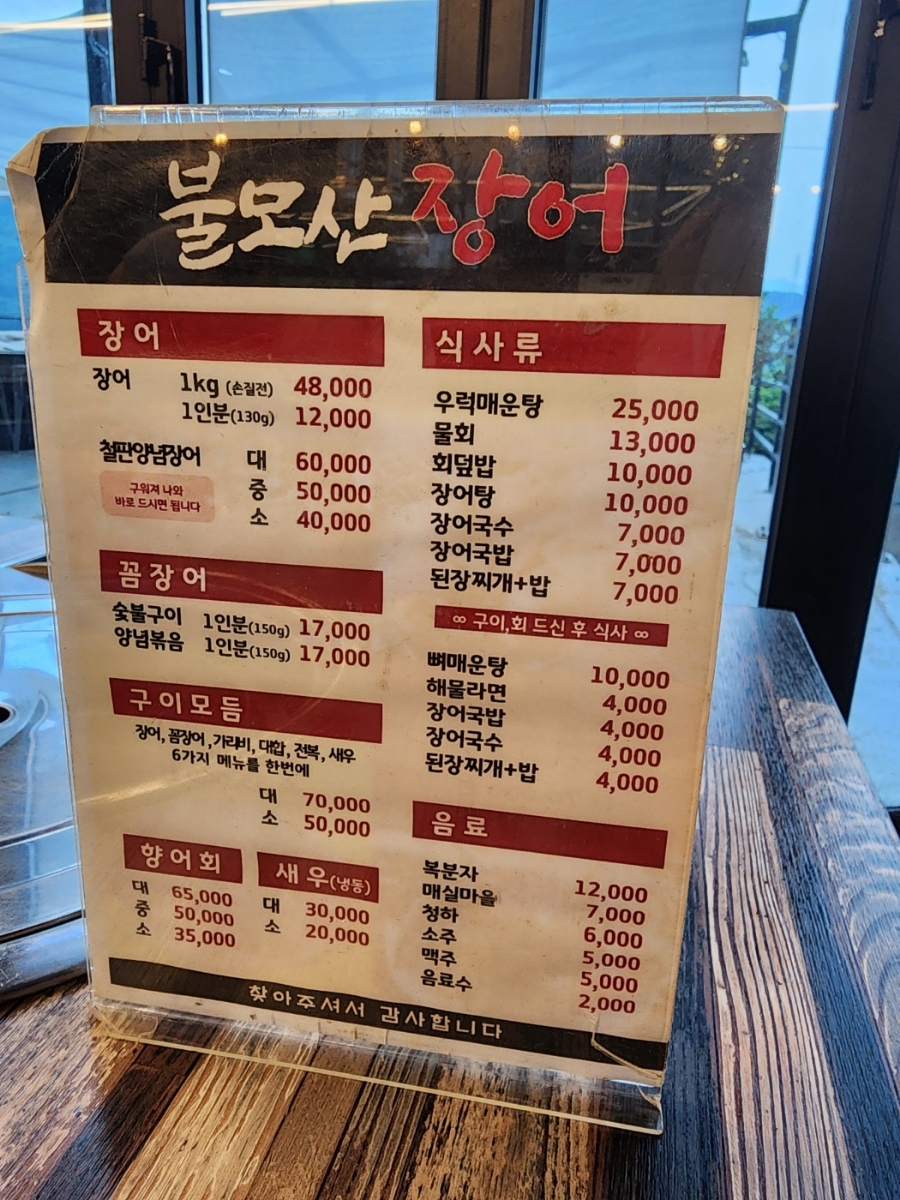 불모산 장어
장어
장어 1kg (손질전) 48,000
1인분(130g) 12,000
철판양념장어 대 60,000
구워져 나와
바로 드시면 됩니다
중 50,000
소 40,000
꼼장어
숯불구이 1인분(150g) 17,000
양념볶음 1인분(150g) 17,000
구이모듬
장어, 꼼장어, 가리비, 대합, 전복, 새우
6가지 메뉴를 한번에
대 70,000
소 50,000
향어회
대 65,000
중 50,000
소 35,000
새우(냉동)
대 30,000
소 20,000
식사류
우럭매운탕 25,000
물회 13,000
회덮밥 10,000
장어탕 10,000
장어국수 7,000
장어국밥 7,000
된장찌개+밥 7,000
∞ 구이,회 드신 후 식사 ∞
뼈매운탕 10,000
해물라면 4,000
장어국밥 4,000
장어국수 4,000
된장찌개+밥 4,000
음료
복분자 12,000
매실마을 7,000
청하 6,000
소주 5,000
맥주 5,000
음료수 2,000
찾아주셔서 감사합니다